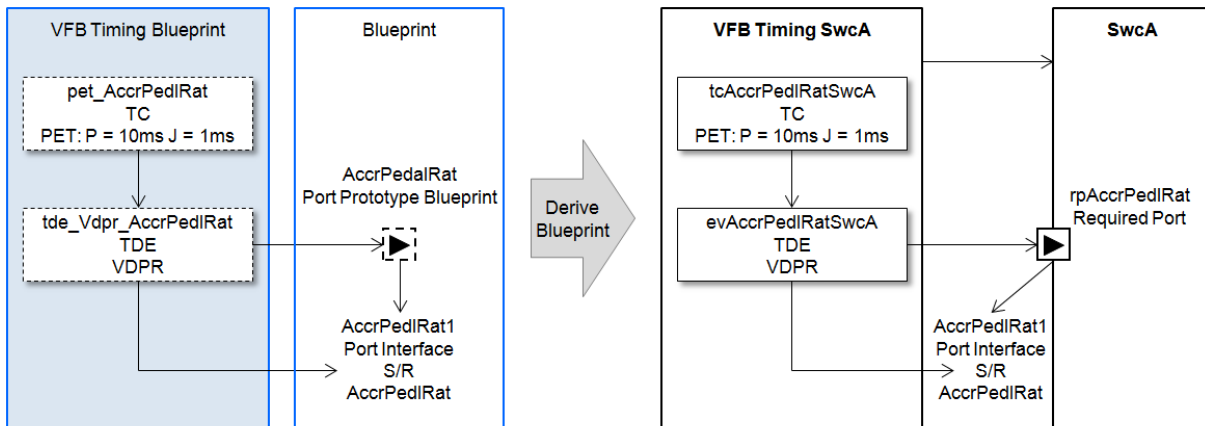 VFB Timing Blueprint
pet_AccrPedlRat
TC
PET: P = 10ms J = 1ms
tde_Vdpr_AccrPedlRat
TDE
VDPR
Blueprint
AccrPedalRat
Port Prototype Blueprint
AccrPedlRat1
Port Interface
S/R
AccrPedlRat
Derive
Blueprint
VFB Timing SwcA
tcAccrPedlRatSwcA
TC
PET: P = 10ms J = 1ms
evAccrPedlRatSwcA
TDE
VDPR
SwcA
rpAccrPedlRat
Required Port
AccrPedlRat1
Port Interface
S/R
AccrPedlRat